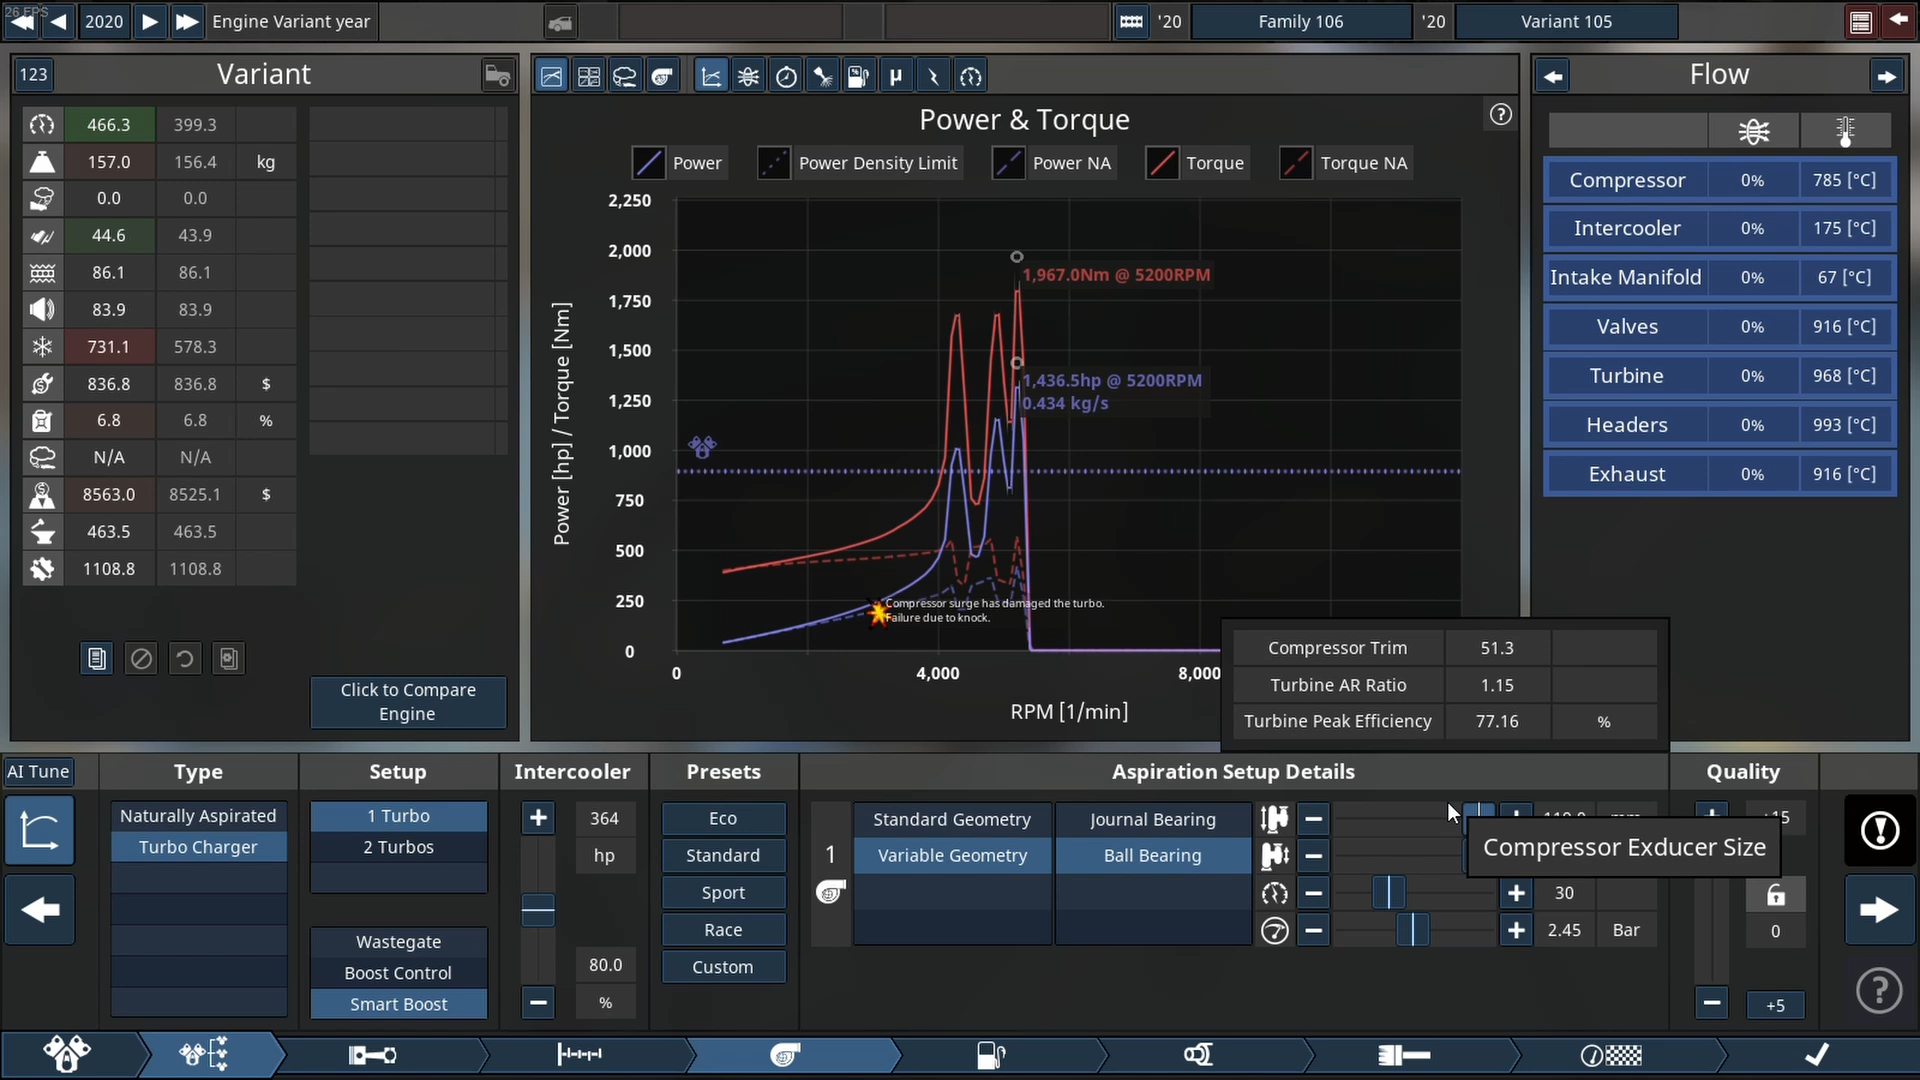 26 FPS
2020
Engine Variant year
'20
Family 106
'20
Variant 105
123
Variant
466.3 399.3
157.0 156.4 kg
0.0 0.0
44.6 43.9
86.1 86.1
83.9 83.9
731.1 578.3
836.8 836.8 $
6.8 6.8 %
N/A N/A
8563.0 8525.1 $
463.5 463.5
1108.8 1108.8
Click to Compare
Engine
Power & Torque
?
Power
Power Density Limit
Power NA
Torque
Torque NA
2,250
2,000
1,750
1,500
1,250
1,000
750
500
250
0
Power [hp] / Torque [Nm]
1,967.0Nm @ 5200RPM
1,436.5hp @ 5200RPM
0.434 kg/s
Compressor surge has damaged the turbo.
Failure due to knock.
0
4,000
8,000
RPM [1/min]
Flow
Compressor 0% 785 [°C]
Intercooler 0% 175 [°C]
Intake Manifold 0% 67 [°C]
Valves 0% 916 [°C]
Turbine 0% 968 [°C]
Headers 0% 993 [°C]
Exhaust 0% 916 [°C]
Compressor Trim 51.3
Turbine AR Ratio 1.15
Turbine Peak Efficiency 77.16 %
AI Tune
Type
Naturally Aspirated
Turbo Charger
Setup
1 Turbo
2 Turbos
Wastegate
Boost Control
Smart Boost
Intercooler
364
hp
80.0
%
Presets
Eco
Standard
Sport
Race
Custom
Aspiration Setup Details
1
Standard Geometry
Variable Geometry
Journal Bearing
Ball Bearing
Compressor Exducer Size
30
2.45 Bar
Quality
0
+5
?